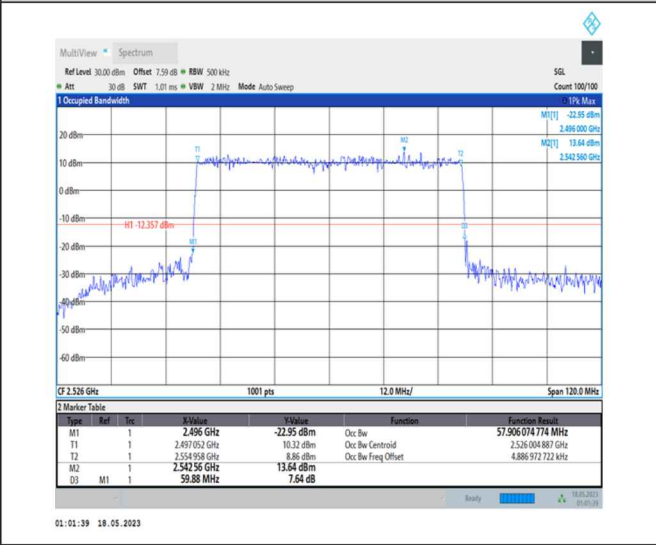 MultiView Spectrum
Ref Level 30.00 dBm Offset 7.59 dB RBW 500 kHz SGL
Att 30 dB SWT 1.01 ms VBW 2 MHz Mode Auto Sweep Count 100/100
1 Occupied Bandwidth 1Pk Max
M1[1] -22.95 dBm
2.496 000 GHz
M2[1] 13.64 dBm
2.542 560 GHz
20 dBm
M2
T1
T2
10 dBm
0 dBm
-10 dBm
H1 -12.357 dBm
D3
M1
-20 dBm
-30 dBm
-40 dBm
-50 dBm
-60 dBm
CF 2.526 GHz 1001 pts 12.0 MHz/ Span 120.0 MHz
2 Marker Table
Type Ref Trc X-Value Y-Value Function Function Result
M1 1 2.496 GHz -22.95 dBm Occ Bw 57.906 074 774 MHz
T1 1 2.497 052 GHz 10.32 dBm Occ Bw Centroid 2.526 004 887 GHz
T2 1 2.554 958 GHz 8.86 dBm Occ Bw Freq Offset 4.886 972 722 kHz
M2 1 2.542 56 GHz 13.64 dBm
D3 M1 1 59.88 MHz 7.64 dB
Ready 18.05.2023
01:01:39
01:01:39 18.05.2023